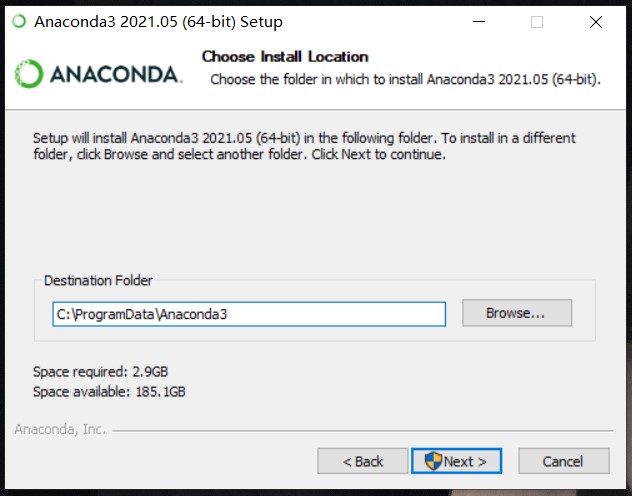 Anaconda3 2021.05 (64-bit) Setup
ANACONDA.
Choose Install Location
Choose the folder in which to install Anaconda3 2021.05 (64-bit).
Setup will install Anaconda3 2021.05 (64-bit) in the following folder. To install in a different
folder, click Browse and select another folder. Click Next to continue.
Destination Folder
C:\ProgramData\Anaconda3
Browse...
Space required: 2.9GB
Space available: 185.1GB
Anaconda, Inc.
< Back
Next >
Cancel